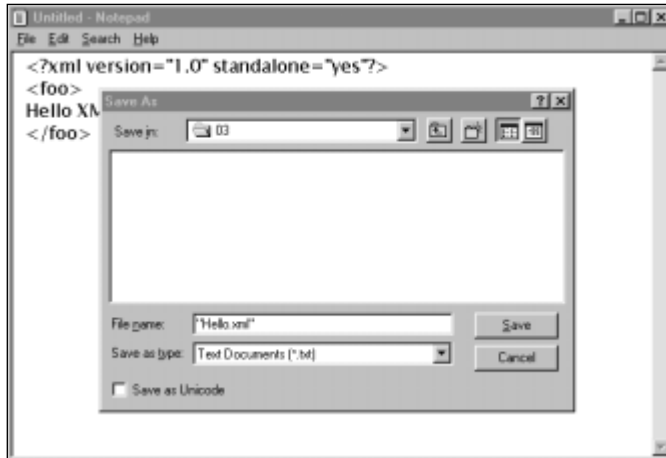 Untitled - Notepad
File Edit Search Help
<?xml version="1.0" standalone="yes"?>
<foo>
Hello XM
</foo>
Save As
Save in: 03
File name: "Hello.xml"
Save
Save as type: Text Documents (*.txt)
Cancel
Save as Unicode